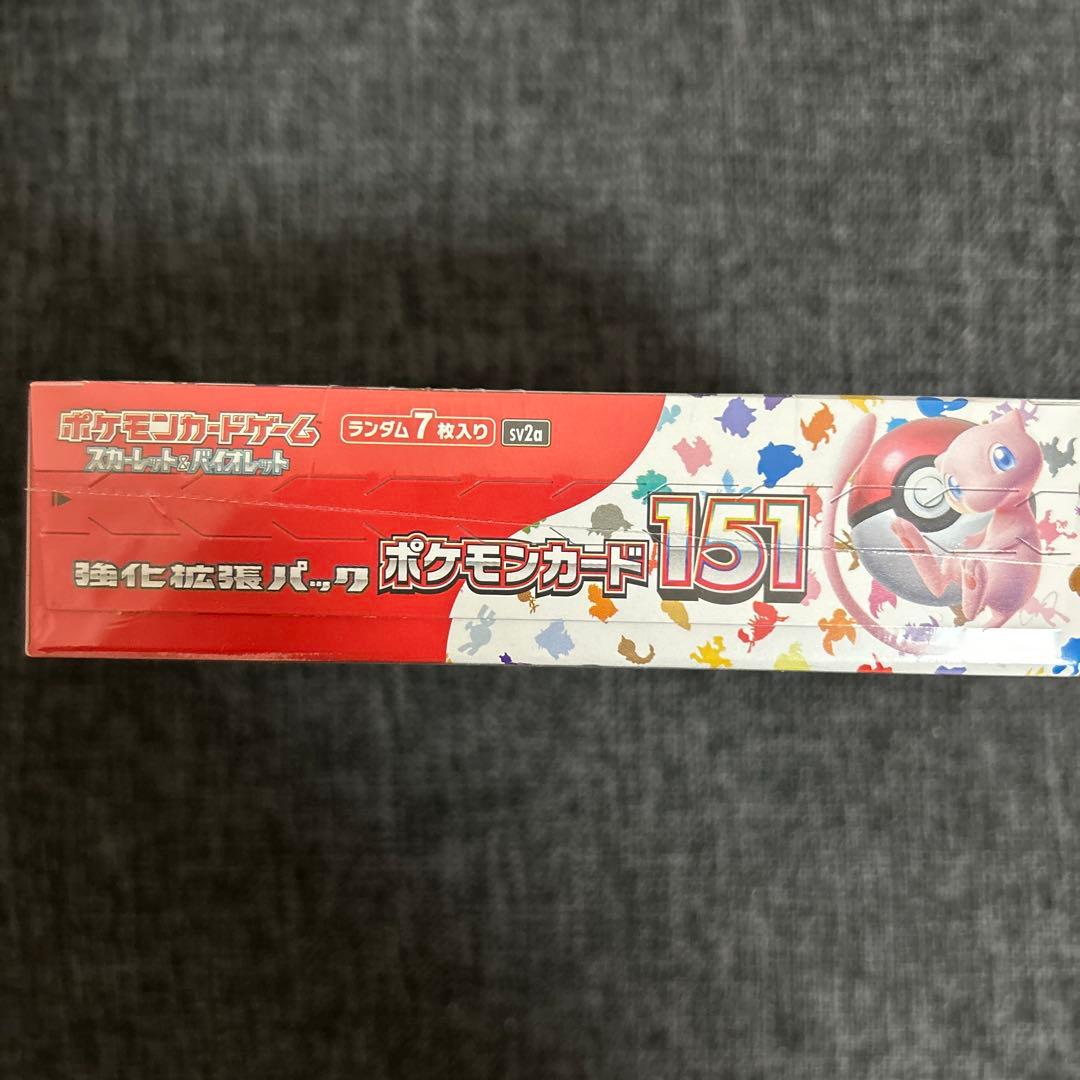 ポケモンカードゲーム
スカーレット&バイオレット
ランダム7枚入り
sv2a
強化拡張パック
ポケモンカード151